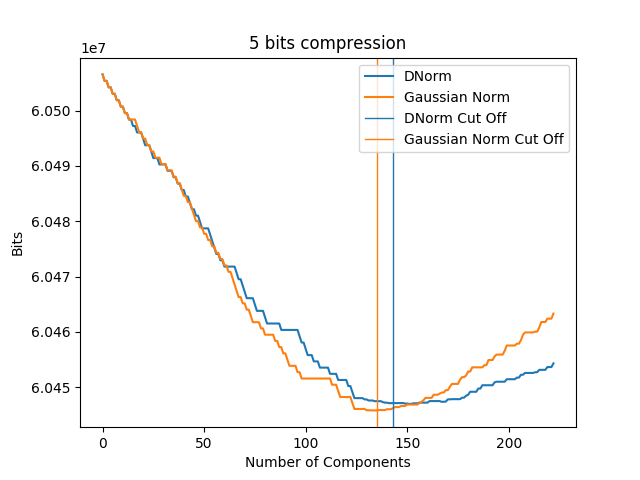 5 bits compression
1e7
DNorm
Gaussian Norm
DNorm Cut Off
Gaussian Norm Cut Off
6.050
6.049
6.048
6.047
6.046
6.045
Bits
0 50 100 150 200
Number of Components